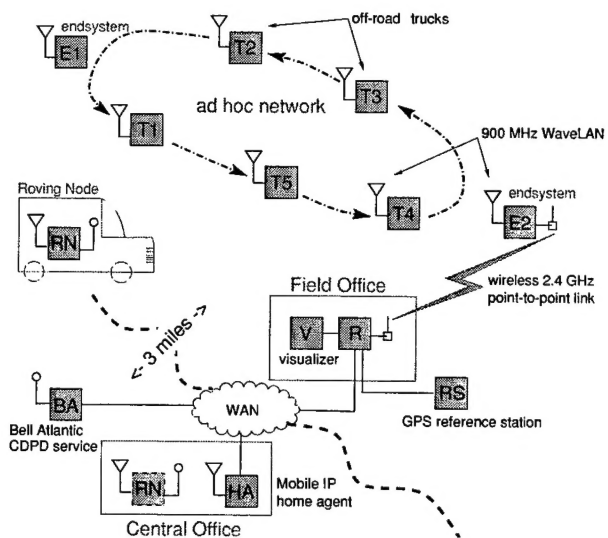 endsystem
E1
T2
off-road trucks
T3
ad hoc network
T1
900 MHz WaveLAN
T5
T4
endsystem
E2
Roving Node
RN
wireless 2.4 GHz
point-to-point link
Field Office
V
R
visualizer
<- 3 miles ->
RS
GPS reference station
BA
Bell Atlantic
CDPD service
WAN
RN
HA
Mobile IP
home agent
Central Office